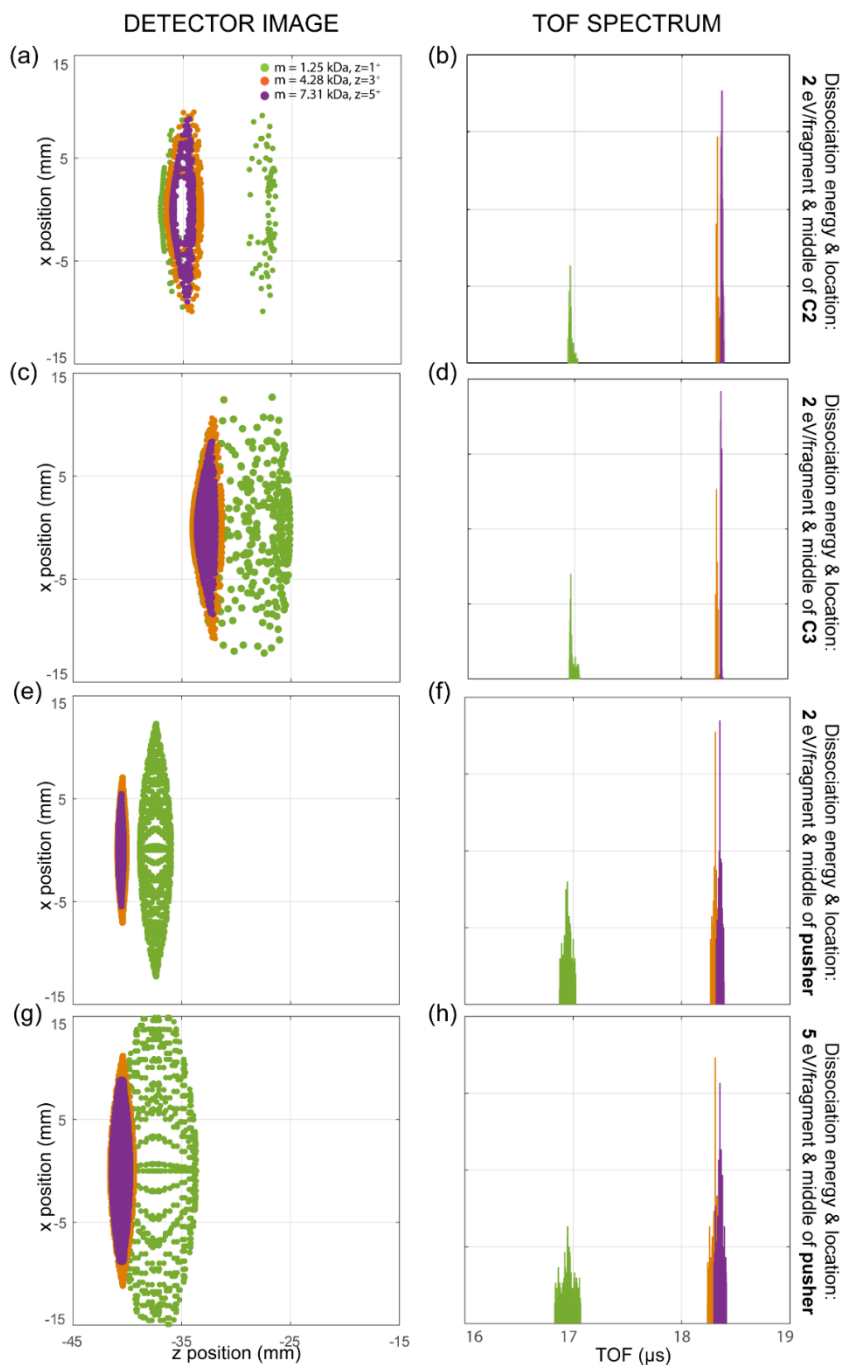 DETECTOR IMAGE
TOF SPECTRUM
(a)
15
5
-5
-15
x position (mm)
m = 1.25 kDa, z=1⁺
m = 4.28 kDa, z=3⁺
m = 7.31 kDa, z=5⁺
(b)
Dissociation energy & location:
2 eV/fragment & middle of C2
(c)
15
5
-5
-15
x position (mm)
(d)
Dissociation energy & location:
2 eV/fragment & middle of C3
(e)
15
5
-5
-15
x position (mm)
(f)
Dissociation energy & location:
2 eV/fragment & middle of pusher
(g)
15
5
-5
-15
x position (mm)
-45
-35
-25
-15
z position (mm)
(h)
Dissociation energy & location:
5 eV/fragment & middle of pusher
16
17
18
19
TOF (µs)